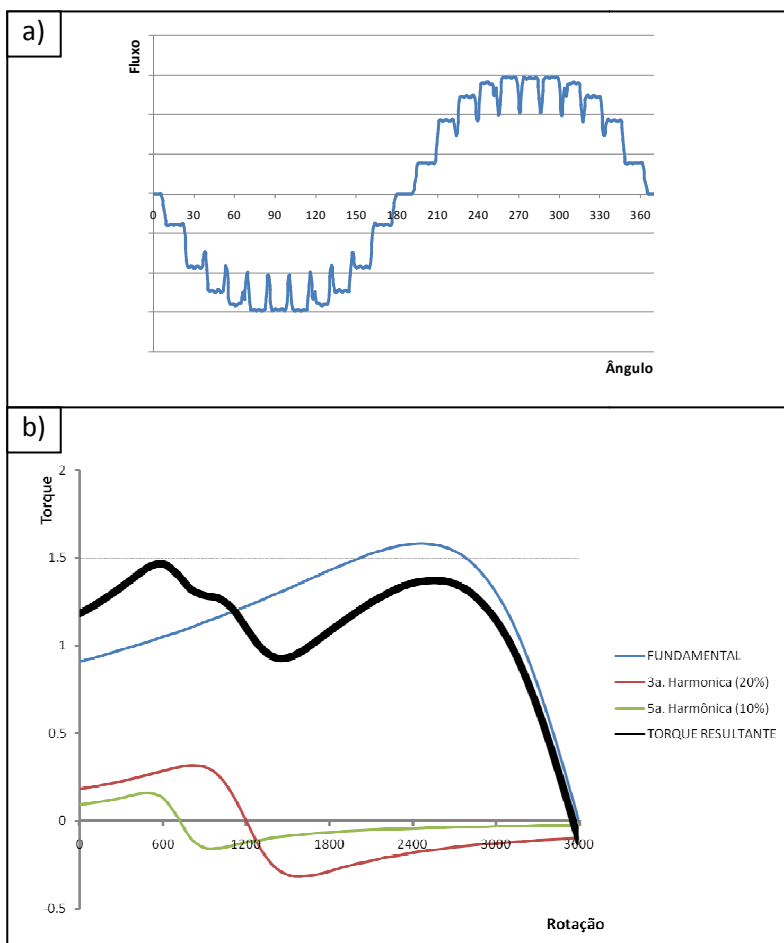 a)
Fluxo
0 30 60 90 120 150 180 210 240 270 300 330 360
Ângulo
b)
Torque
2
1.5
1
0.5
0
-0.5
0 600 1200 1800 2400 3000 3000
Rotação
FUNDAMENTAL
3a. Harmonica (20%)
5a. Harmônica (10%)
TORQUE RESULTANTE